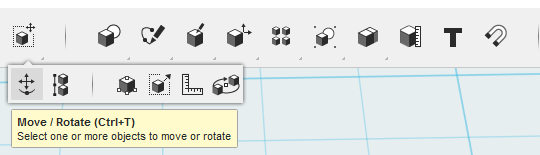 Move / Rotate (Ctrl+T)
Select one or more objects to move or rotate